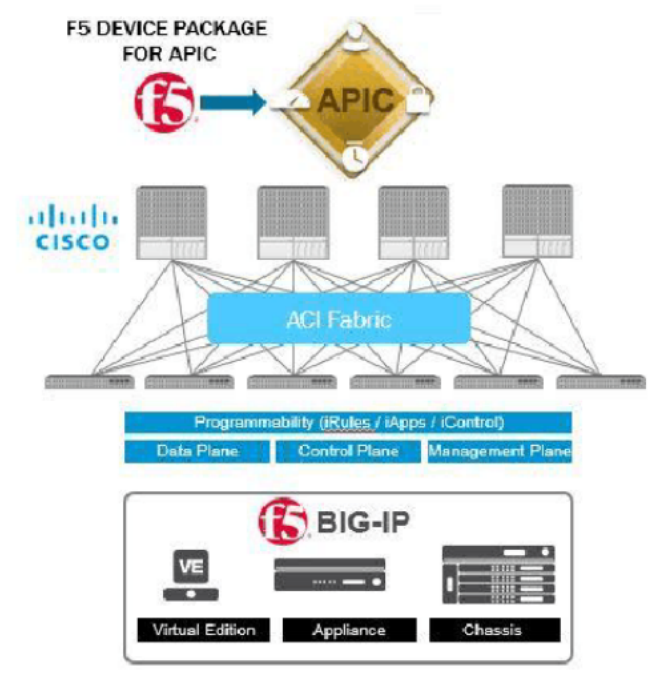 F5 DEVICE PACKAGE
FOR APIC
f5
APIC
CISCO
ACI Fabric
Programmability (iRules / iApps / iControl)
Data Plane
Control Plane
Management Plane
f5 BIG-IP
VE
Virtual Edition
Appliance
Chassis